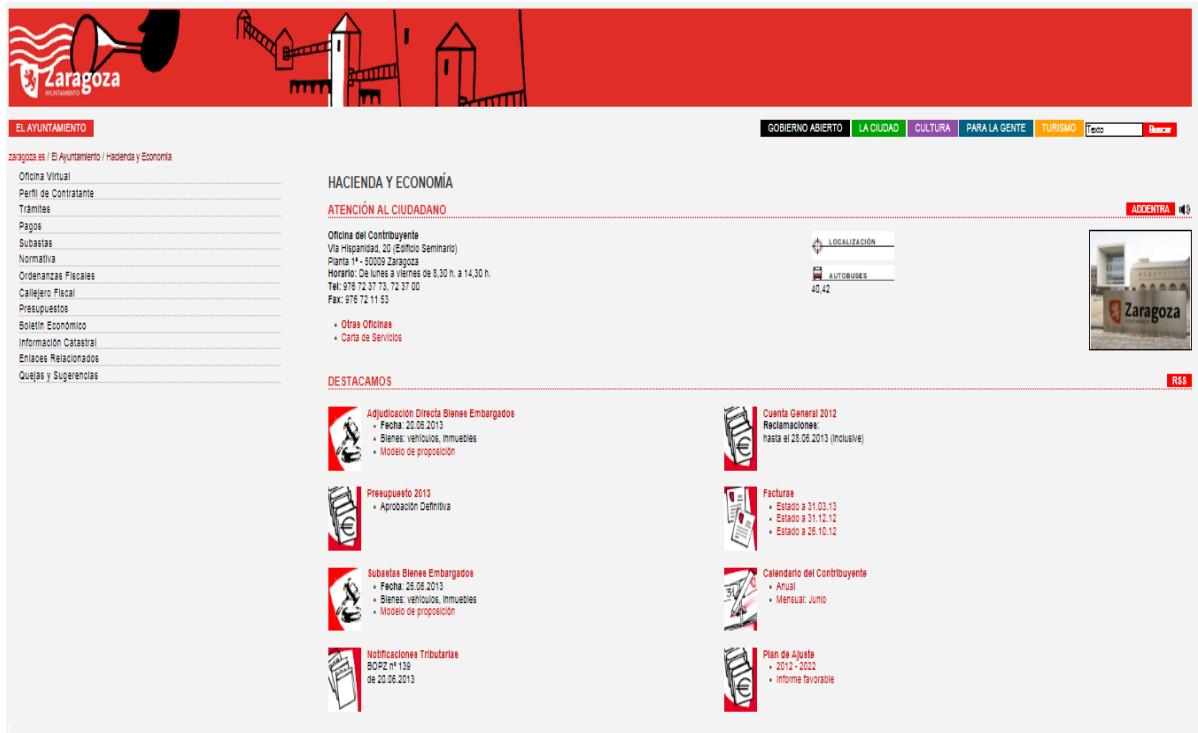 Zaragoza
AYUNTAMIENTO
EL AYUNTAMIENTO
GOBIERNO ABIERTO
LA CIUDAD
CULTURA
PARA LA GENTE
TURISMO
Texto
Buscar
zaragoza.es / El Ayuntamiento / Hacienda y Economía
Oficina Virtual
Perfil de Contratante
Trámites
Pagos
Subastas
Normativa
Ordenanzas Fiscales
Callejero Fiscal
Presupuestos
Boletín Económico
Información Catastral
Enlaces Relacionados
Quejas y Sugerencias
HACIENDA Y ECONOMÍA
ATENCIÓN AL CIUDADANO
ADDENTRA
Oficina del Contribuyente
Vía Hispanidad, 20 (Edificio Seminario)
Planta 1ª - 50009 Zaragoza
Horario: De lunes a viernes de 8,30 h. a 14,30 h.
Tel: 976 72 37 73, 72 37 00
Fax: 976 72 11 53
Otras Oficinas
Carta de Servicios
LOCALIZACIÓN
AUTOBUSES
40,42
Zaragoza
AYUNTAMIENTO
DESTACAMOS
RSS
Adjudicación Directa Bienes Embargados
Fecha: 20.06.2013
Bienes: vehículos, inmuebles
Modelo de proposición
Cuenta General 2012
Reclamaciones:
hasta el 28.06.2013 (inclusive)
Presupuesto 2013
Aprobación Definitiva
Facturas
Estado a 31.03.13
Estado a 31.12.12
Estado a 26.10.12
Subastas Bienes Embargados
Fecha: 26.06.2013
Bienes: vehículos, inmuebles
Modelo de proposición
Calendario del Contribuyente
Anual
Mensual: Junio
Notificaciones Tributarias
BOPZ nº 139
de 20.06.2013
Plan de Ajuste
2012 - 2022
Informe favorable